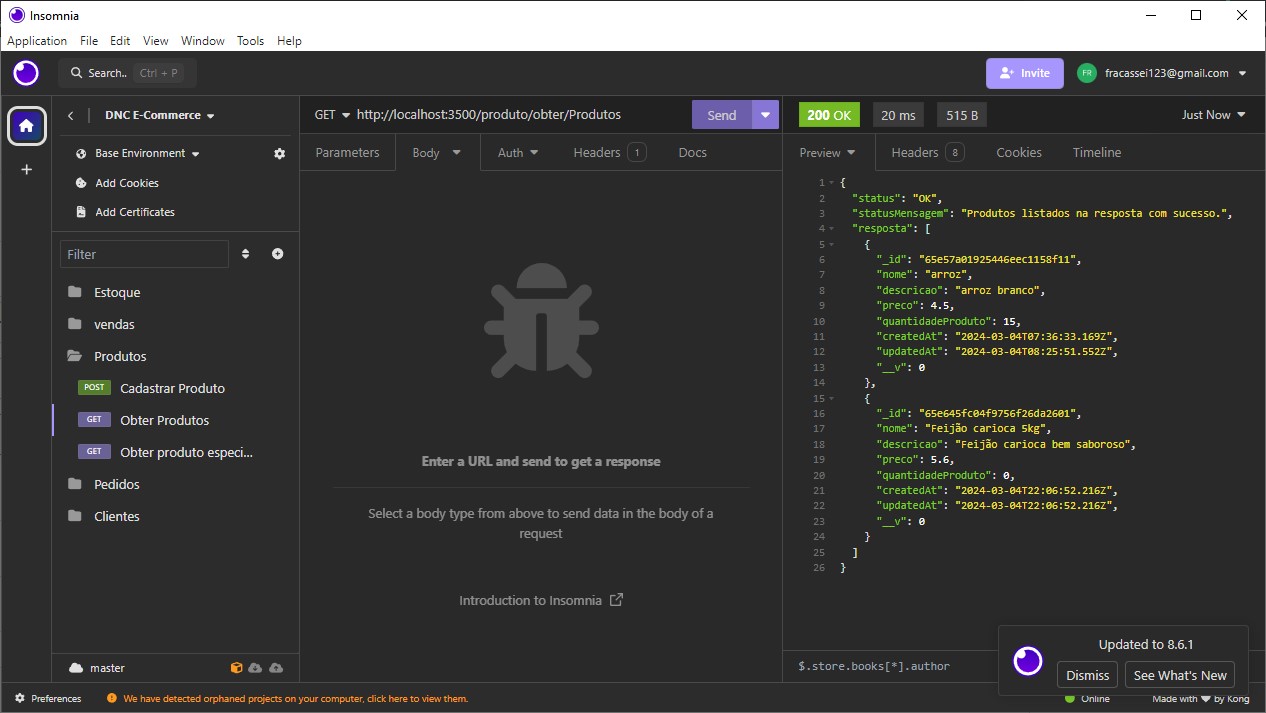 Insomnia
Application File Edit View Window Tools Help
Search.. Ctrl + P
Invite
FR fracassei123@gmail.com
DNC E-Commerce
Base Environment
Add Cookies
Add Certificates
Filter
Estoque
vendas
Produtos
POST Cadastrar Produto
GET Obter Produtos
GET Obter produto especi...
Pedidos
Clientes
master
GET http://localhost:3500/produto/obter/Produtos
Send
Parameters Body Auth Headers 1 Docs
Enter a URL and send to get a response
Select a body type from above to send data in the body of a
request
Introduction to Insomnia
200 OK 20 ms 515 B Just Now
Preview Headers 8 Cookies Timeline
1 {
2 "status": "OK",
3 "statusMensagem": "Produtos listados na resposta com sucesso.",
4 "resposta": [
5 {
6 "_id": "65e57a01925446eec1158f11",
7 "nome": "arroz",
8 "descricao": "arroz branco",
9 "preco": 4.5,
10 "quantidadeProduto": 15,
11 "createdAt": "2024-03-04T07:36:33.169Z",
12 "updatedAt": "2024-03-04T08:25:51.552Z",
13 "__v": 0
14 },
15 {
16 "_id": "65e645fc04f9756f26da2601",
17 "nome": "Feijão carioca 5kg",
18 "descricao": "Feijão carioca bem saboroso",
19 "preco": 5.6,
20 "quantidadeProduto": 0,
21 "createdAt": "2024-03-04T22:06:52.216Z",
22 "updatedAt": "2024-03-04T22:06:52.216Z",
23 "__v": 0
24 }
25 ]
26 }
$.store.books[*].author
Updated to 8.6.1
Dismiss See What's New
Preferences
We have detected orphaned projects on your computer, click here to view them.
Online
Made with ❤ by Kong